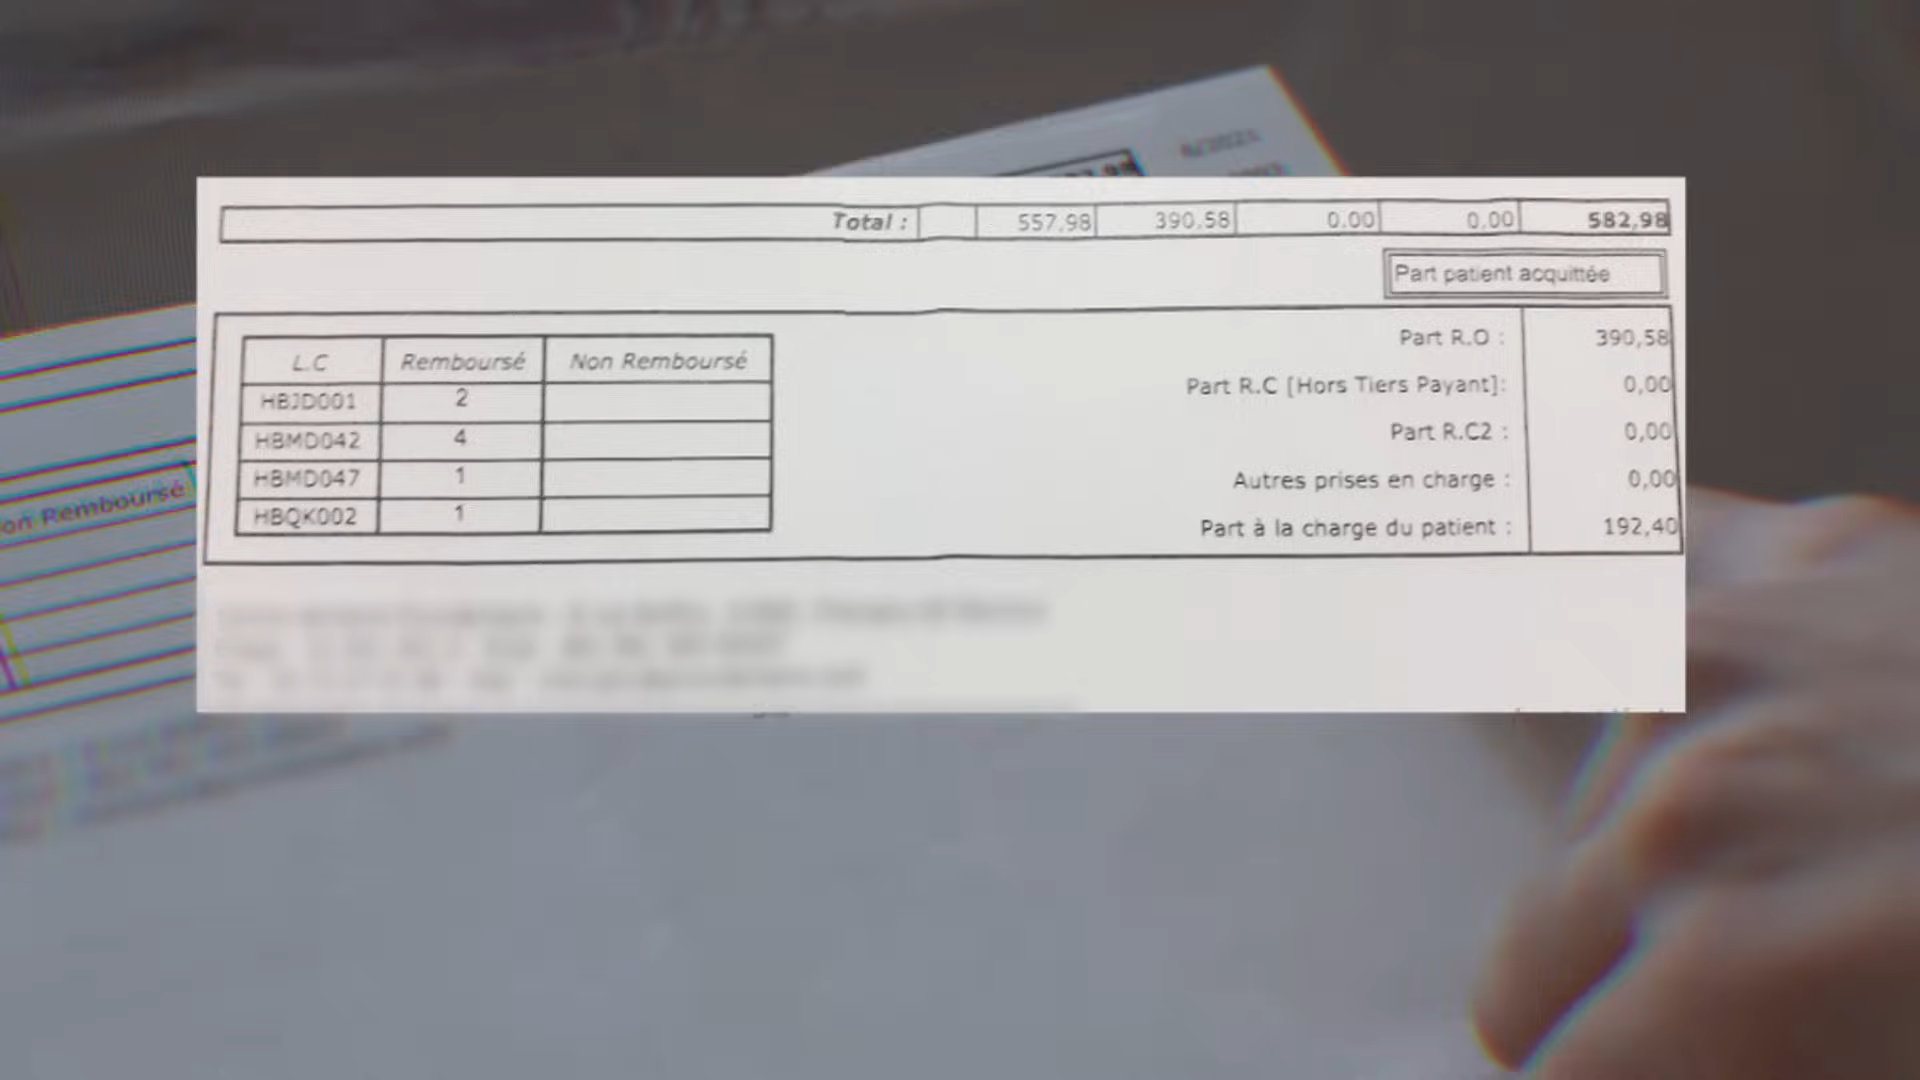 Total : 557.98 390.58 0.00 0.00 582,98
Part patient acquittée
L.C Remboursé Non Remboursé
HBJD001 2
HBMD042 4
HBMD047 1
HBQK002 1
Part R.O : 390,58
Part R.C [Hors Tiers Payant]: 0,00
Part R.C2 : 0,00
Autres prises en charge : 0,00
Part à la charge du patient : 192,40
on Remboursé